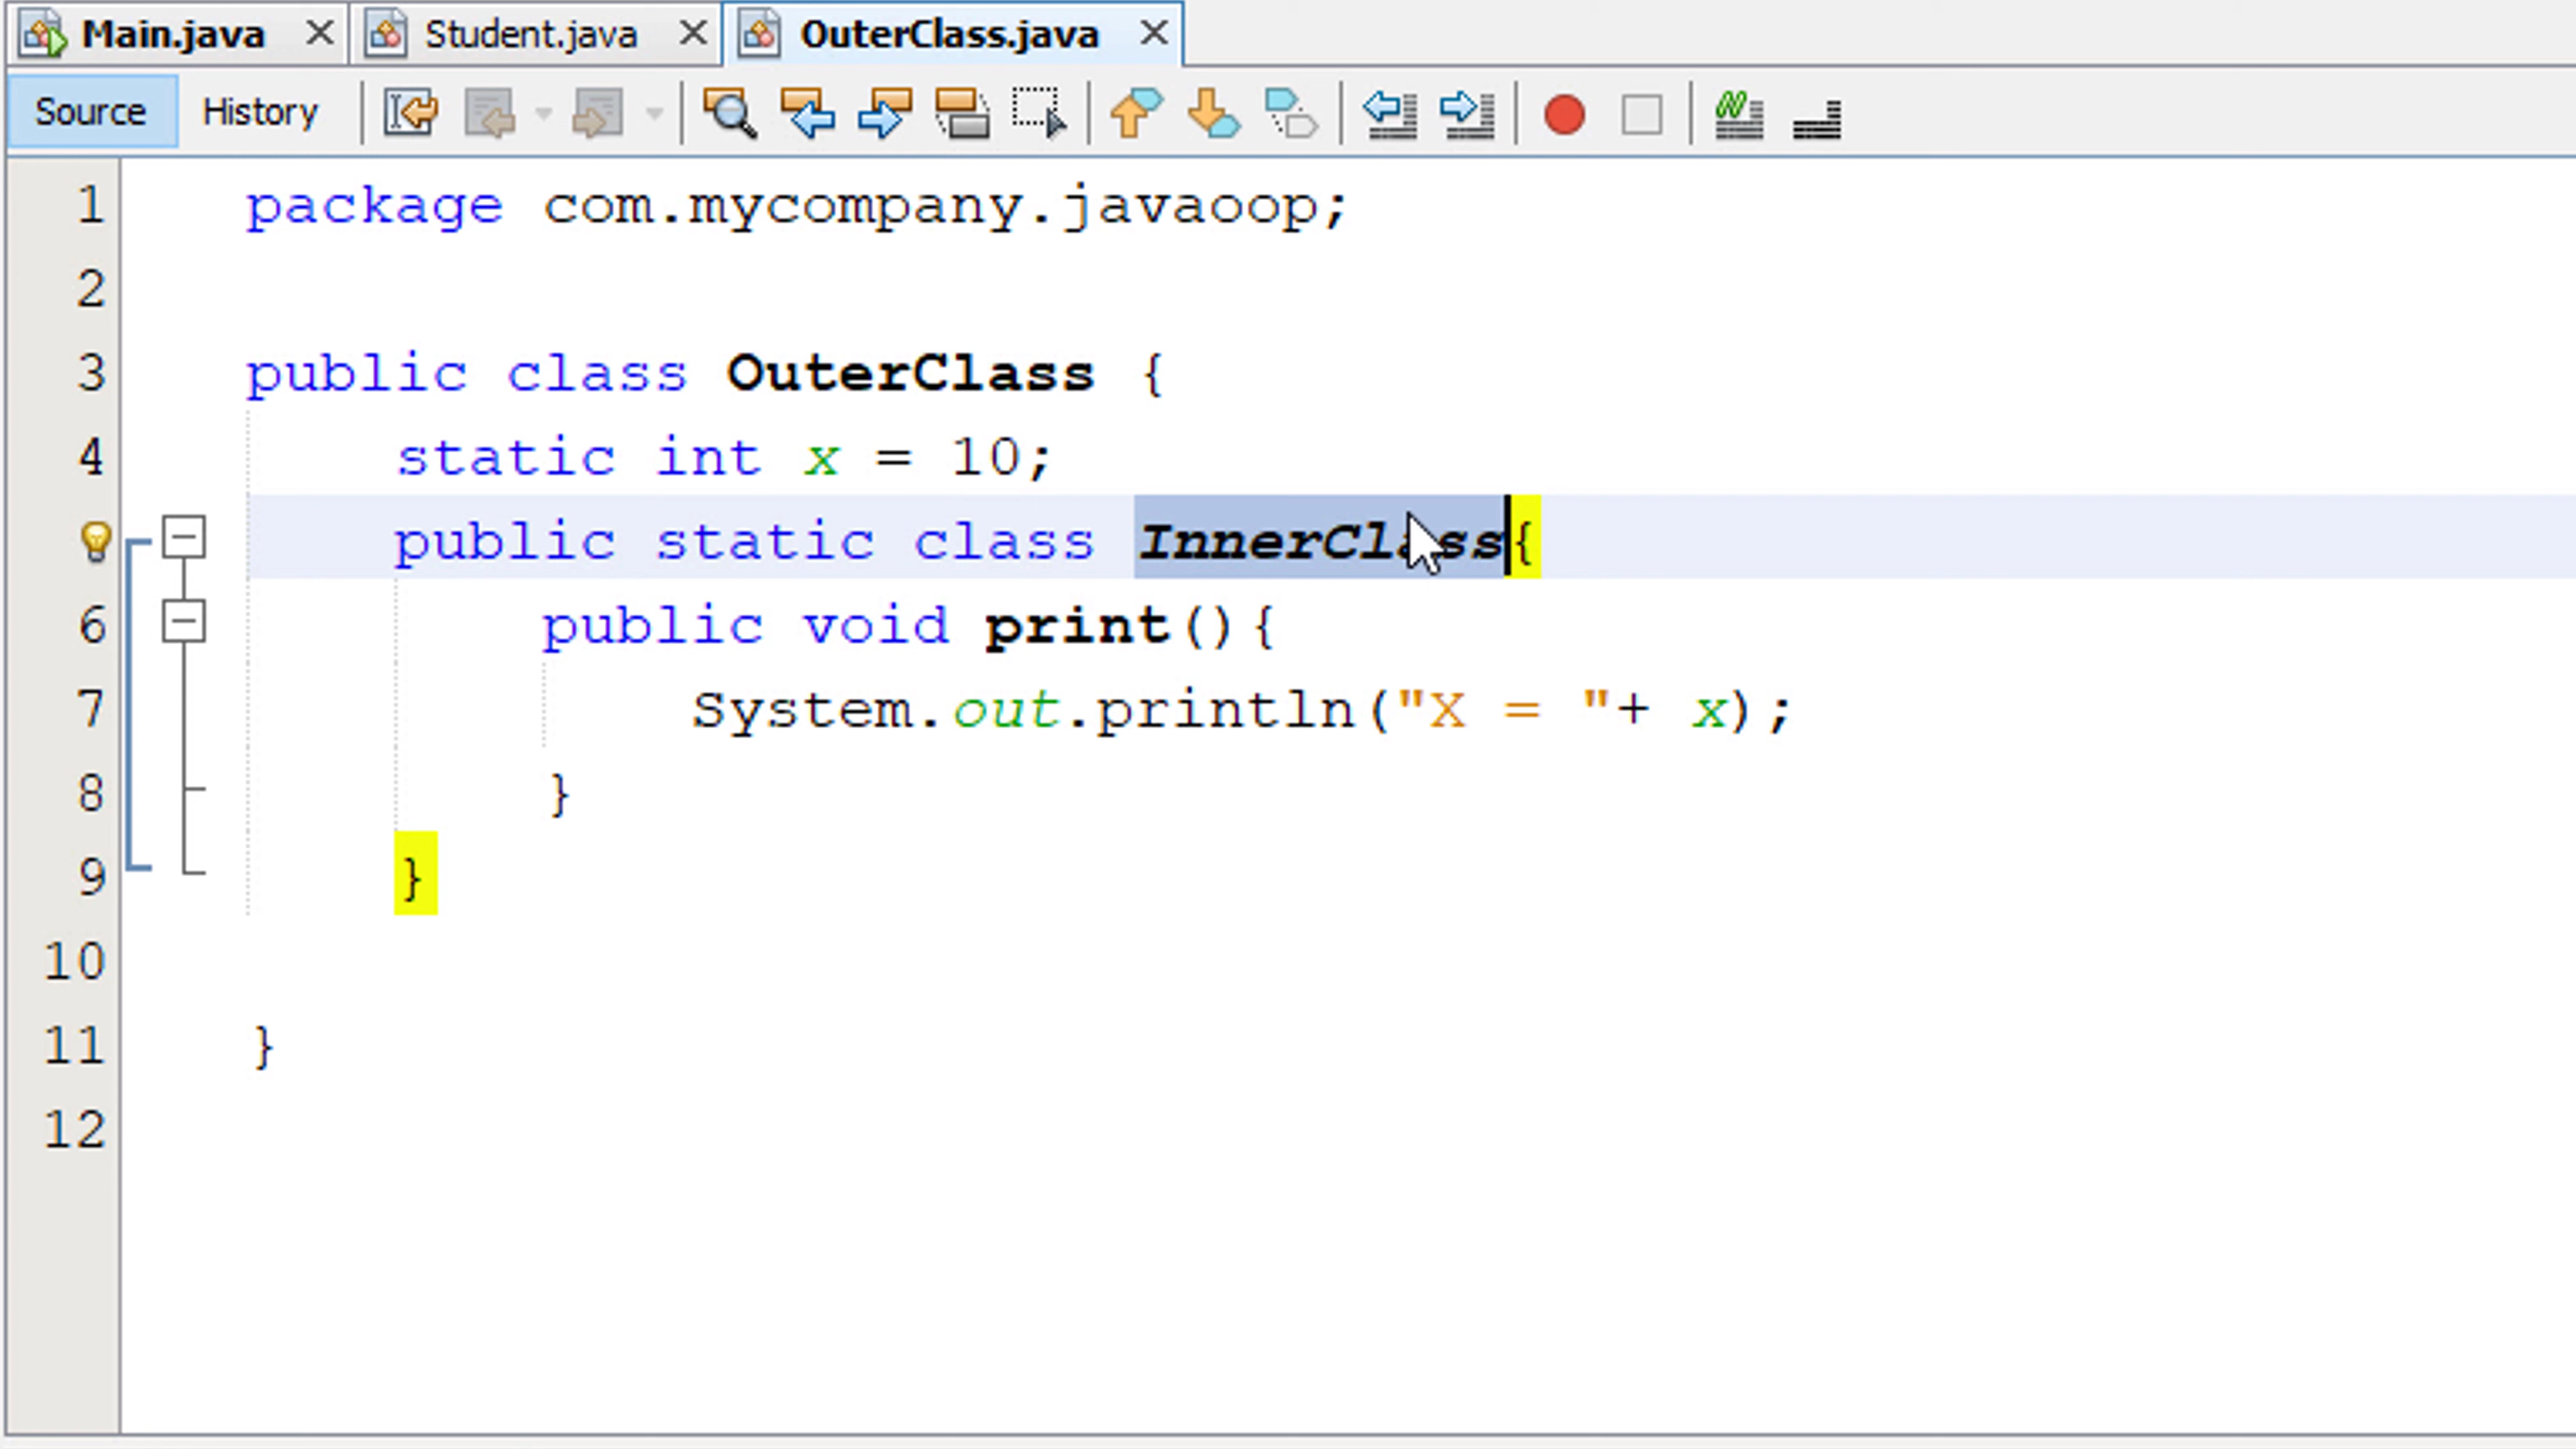 Main.java Student.java OuterClass.java
Source History
1 package com.mycompany.javaoop;
2
3 public class OuterClass {
4 static int x = 10;
public static class InnerClass{
6 public void print(){
7 System.out.println("X = "+ x);
8 }
9 }
10
11 }
12